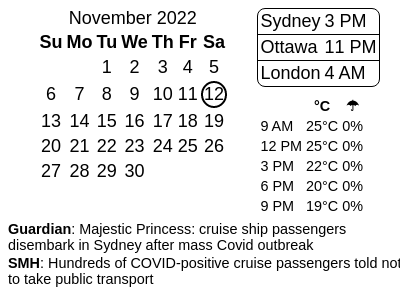 November 2022
Su Mo Tu We Th Fr Sa
1 2 3 4 5
6 7 8 9 10 11 12
13 14 15 16 17 18 19
20 21 22 23 24 25 26
27 28 29 30
Sydney 3 PM
Ottawa 11 PM
London 4 AM
°C ☂
9 AM 25°C 0%
12 PM 25°C 0%
3 PM 22°C 0%
6 PM 20°C 0%
9 PM 19°C 0%
Guardian: Majestic Princess: cruise ship passengers
disembark in Sydney after mass Covid outbreak
SMH: Hundreds of COVID-positive cruise passengers told not
to take public transport